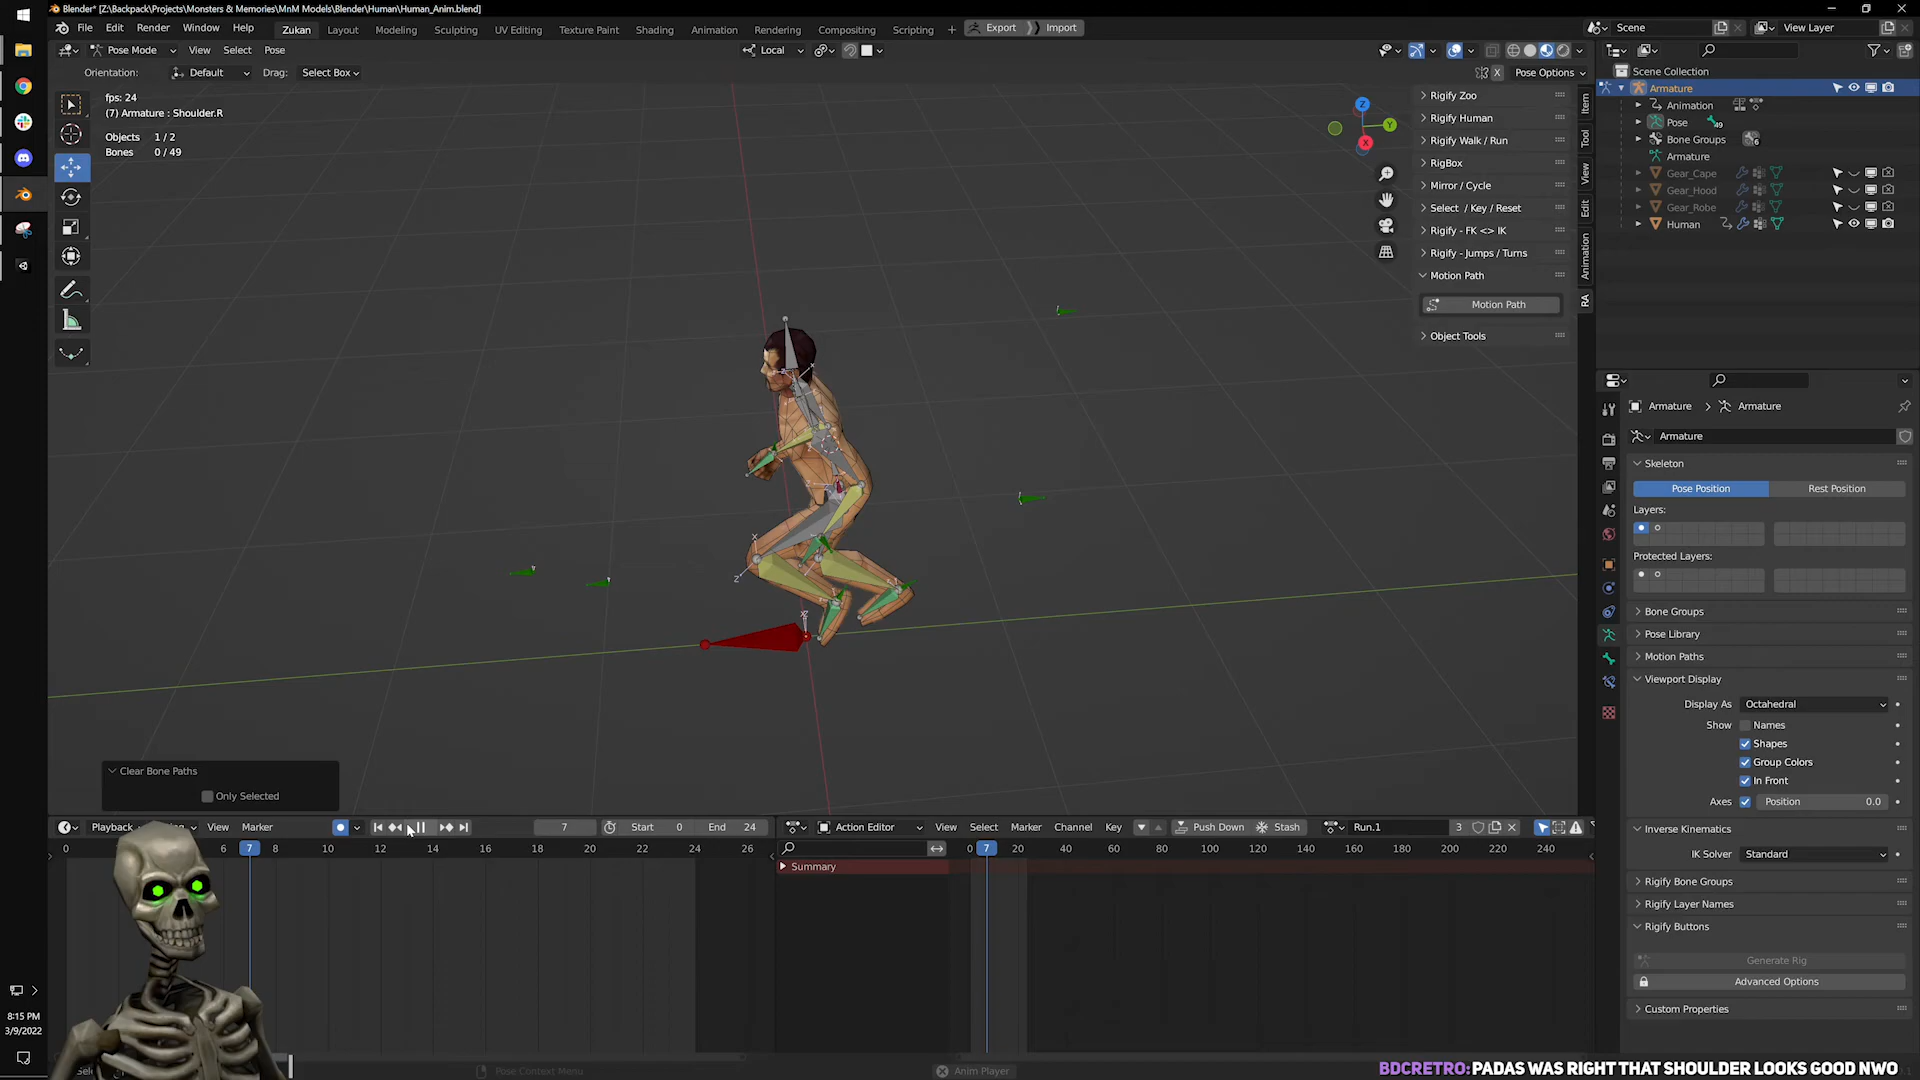 Blender* [Z:\Backpack\Projects\Monsters & Memories\MnM Models\Blender\Human\Human_Anim.blend]
File Edit Render Window Help Zukan Layout Modeling Sculpting UV Editing Texture Paint Shading Animation Rendering Compositing Scripting + Export Import Scene View Layer
Pose Mode View Select Pose Local
Orientation: Default Drag: Select Box X Pose Options
fps: 24
(7) Armature : Shoulder.R
Objects 1 / 2
Bones 0 / 49
Z
Y
X
Rigify Zoo
Rigify Human
Rigify Walk / Run
RigBox
Mirror / Cycle
Select / Key / Reset
Rigify - FK <> IK
Rigify - Jumps / Turns
Motion Path
Motion Path
Object Tools
Item
Tool
View
Edit
Animation
RA
Scene Collection
Armature
Animation
Pose 49
Bone Groups 6
Armature
Gear_Cape
Gear_Hood
Gear_Robe
Human
Armature > Armature
Armature
Skeleton
Pose Position Rest Position
Layers:
Protected Layers:
Bone Groups
Pose Library
Motion Paths
Viewport Display
Display As Octahedral
Show Names
Shapes
Group Colors
In Front
Axes Position 0.0
Inverse Kinematics
IK Solver Standard
Rigify Bone Groups
Rigify Layer Names
Rigify Buttons
Generate Rig
Advanced Options
Custom Properties
Clear Bone Paths
Only Selected
Playback View Marker 7 Start 0 End 24
0 6 7 8 10 12 14 16 18 20 22 24 26
Action Editor View Select Marker Channel Key Push Down Stash Run.1 3
0 7 20 40 60 80 100 120 140 160 180 200 220 240
Summary
8:15 PM
3/9/2022
Pose Context Menu Anim Player
BDCRETRO: PADAS WAS RIGHT THAT SHOULDER LOOKS GOOD NWO